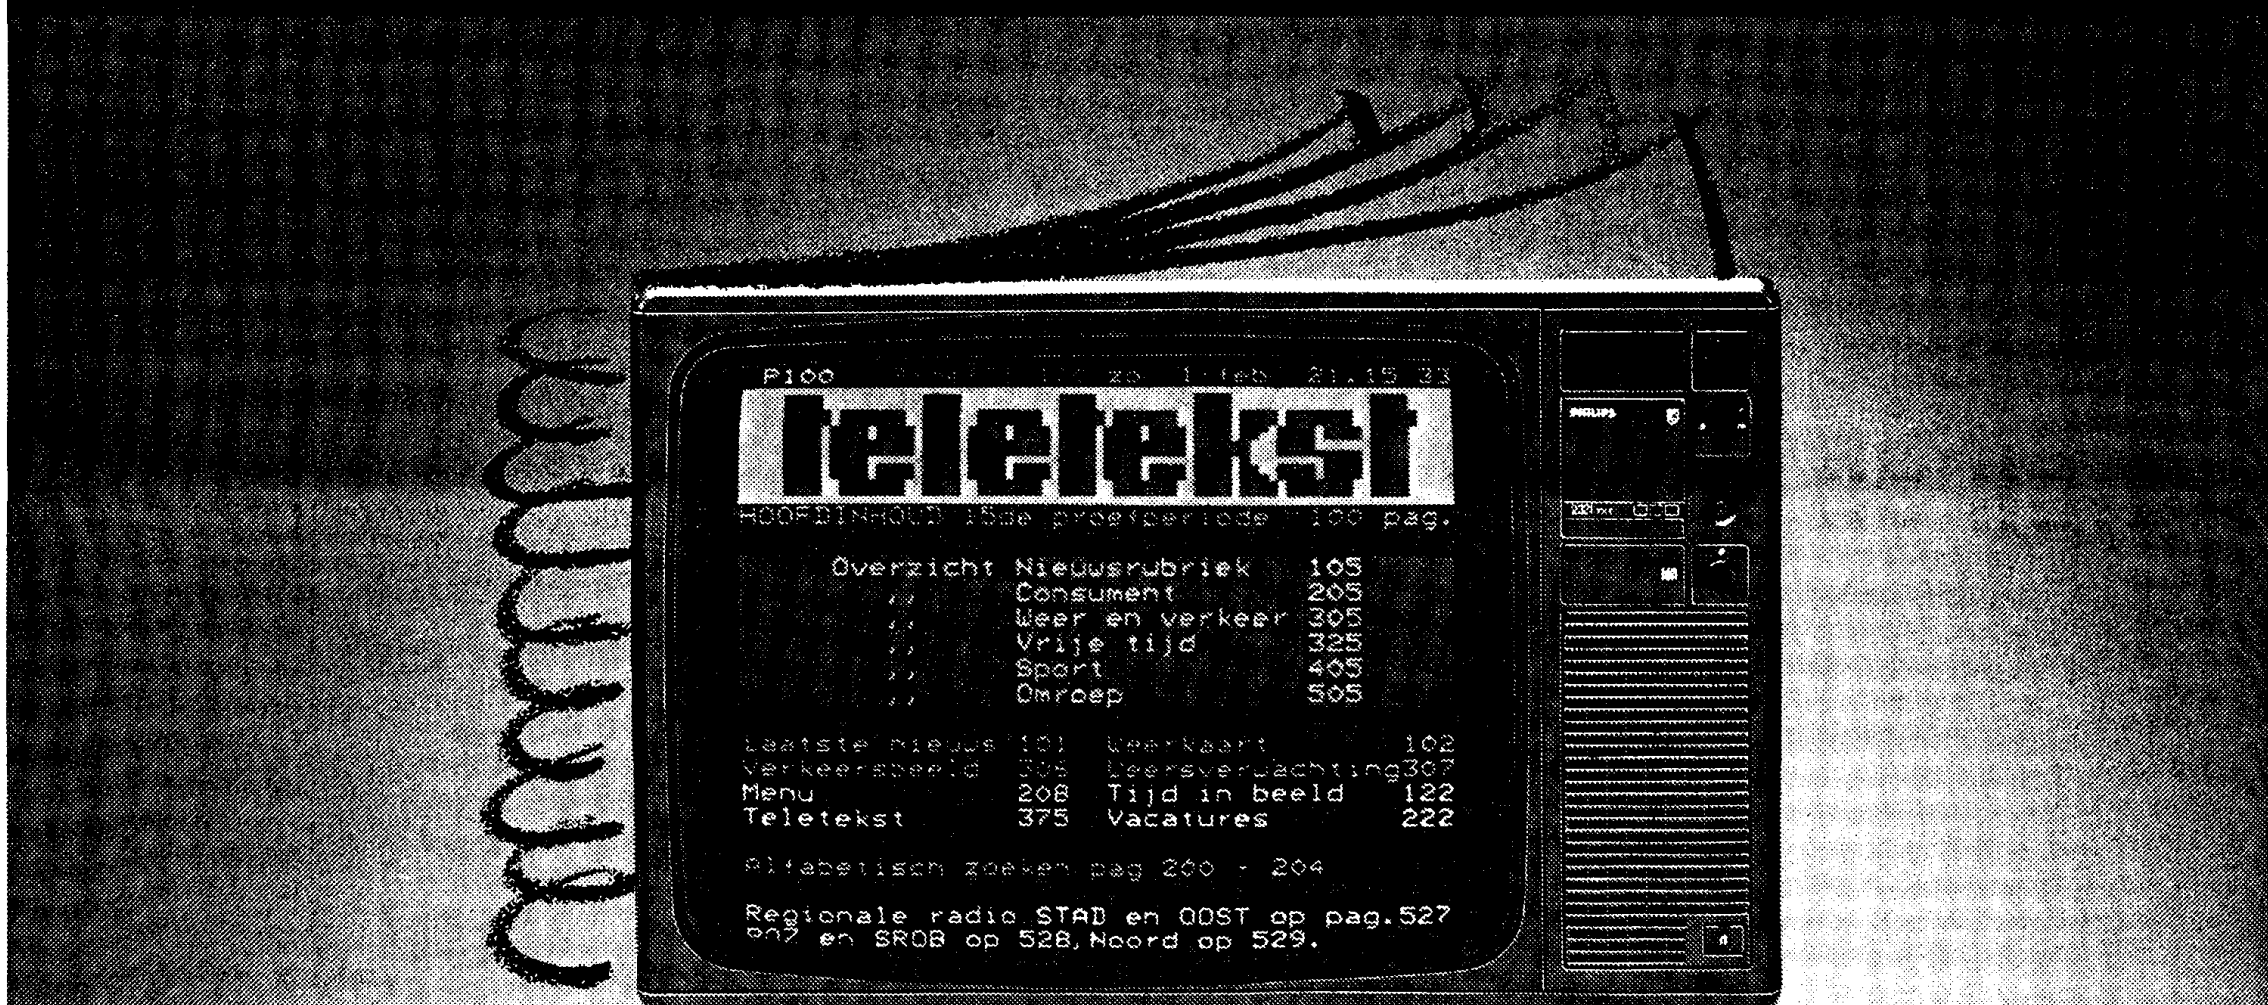 P100 zo 1 feb 21.15 33
teletekst
HOOFDINHOUD 15de proefperiode 100 pag.
Overzicht Nieuwsrubriek 105
,, Consument 205
,, Weer en verkeer 305
,, Vrije tijd 325
,, Sport 405
,, Omroep 505
Laatste nieuws 101 Weerkaart 102
Verkeersbeeld Weersverwachting 307
Menu 208 Tijd in beeld 122
Teletekst 375 Vacatures 222
Alfabetisch zoeken pag 200 - 204
Regionale radio STAD en OOST op pag.527
en SROB op 528, Noord op 529.
PHILIPS